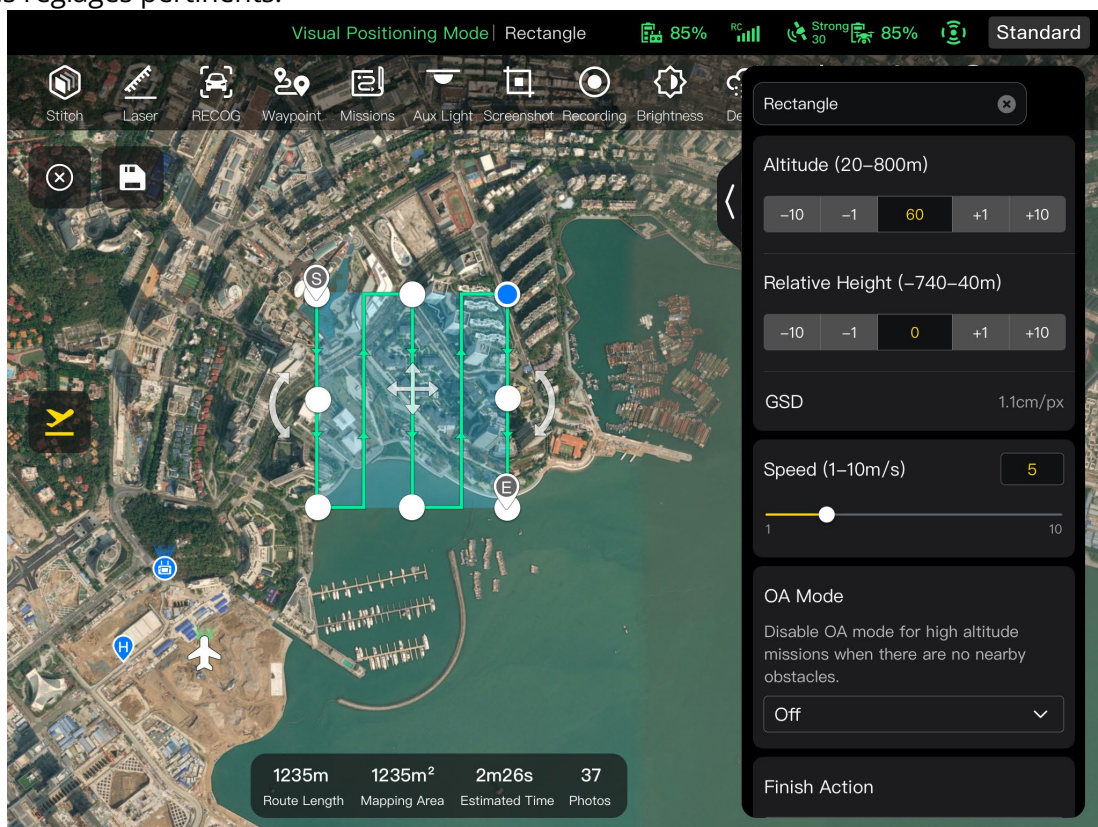 réglages pertinents.
Visual Positioning Mode | Rectangle
85%
RC
Strong
30
85%
Standard
Stitch
Laser
RECOG
Waypoint
Missions
Aux Light
Screenshot
Recording
Brightness
De
Rectangle
Altitude (20–800m)
−10 −1 60 +1 +10
Relative Height (−740–40m)
−10 −1 0 +1 +10
GSD 1.1cm/px
Speed (1–10m/s) 5
1 10
OA Mode
Disable OA mode for high altitude
missions when there are no nearby
obstacles.
Off
Finish Action
S
E
H
1235m 1235m² 2m26s 37
Route Length Mapping Area Estimated Time Photos